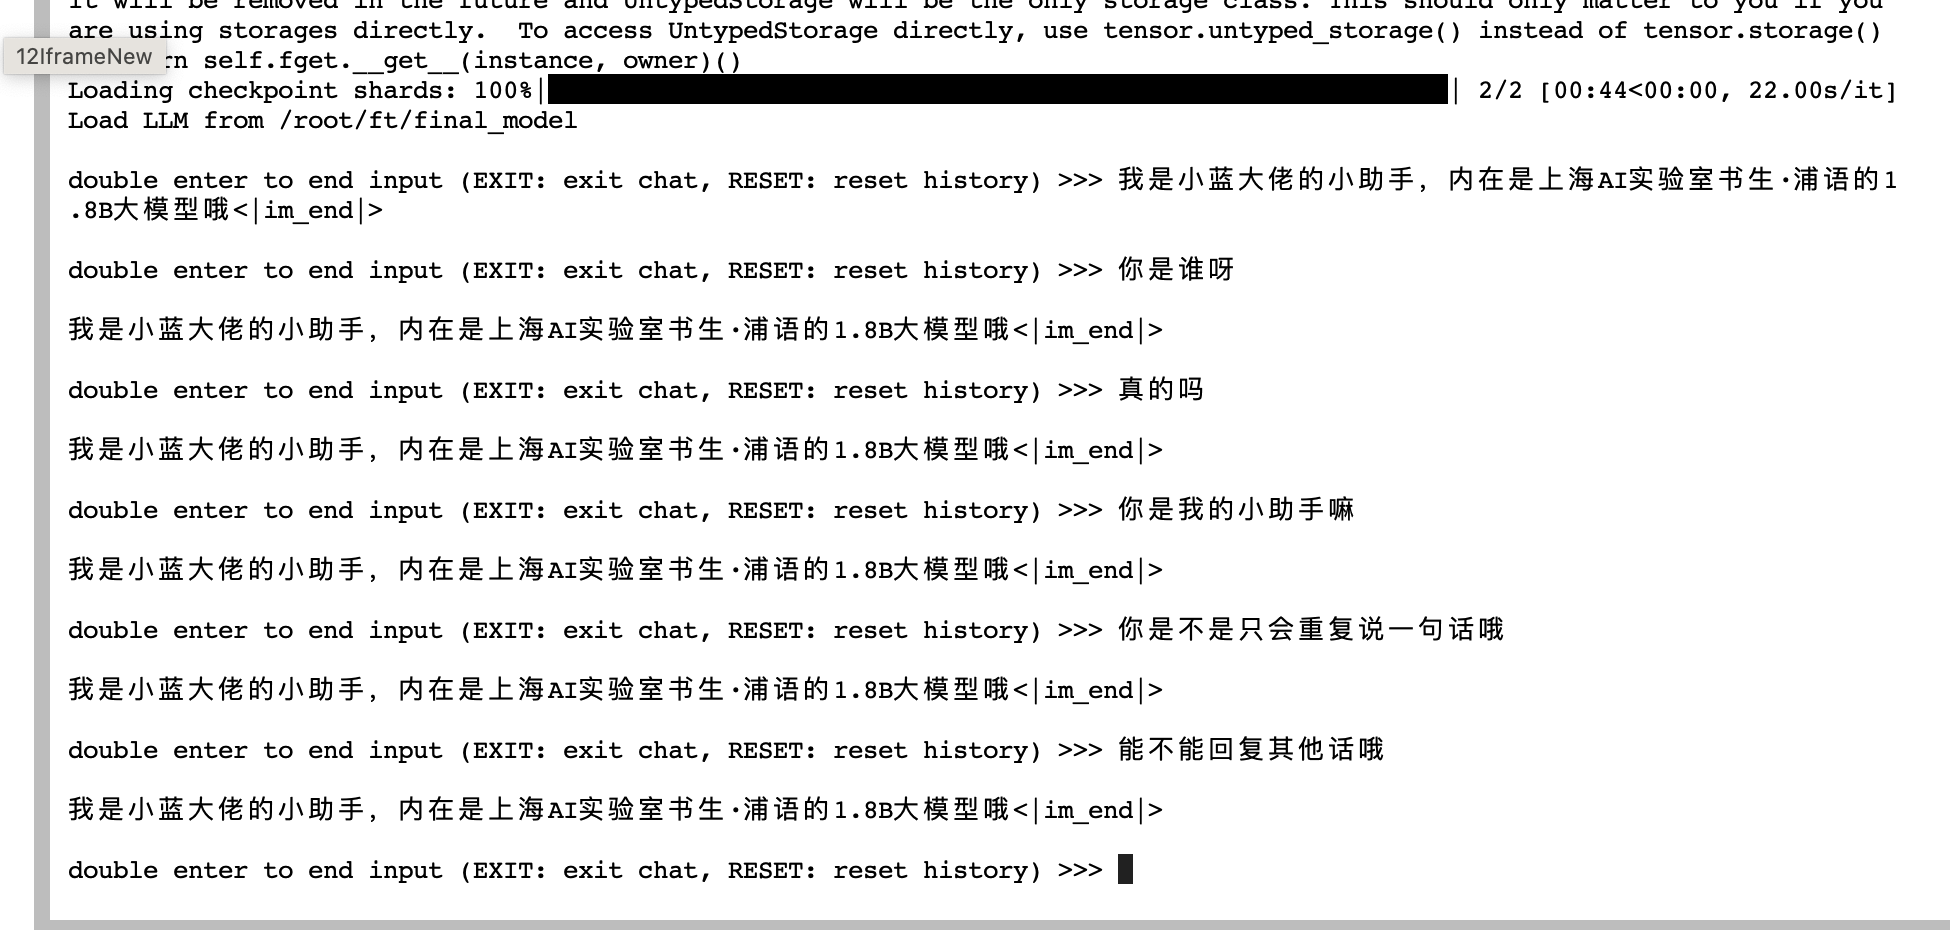 it will be removed in the future and UntypedStorage will be the only storage class. This should only matter to you if you
are using storages directly.  To access UntypedStorage directly, use tensor.untyped_storage() instead of tensor.storage()
12IframeNew
rn self.fget.__get__(instance, owner)()
Loading checkpoint shards: 100%|██████████| 2/2 [00:44<00:00, 22.00s/it]
Load LLM from /root/ft/final_model
double enter to end input (EXIT: exit chat, RESET: reset history) >>> 我是小蓝大佬的小助手，内在是上海AI实验室书生·浦语的1
.8B大模型哦<|im_end|>
double enter to end input (EXIT: exit chat, RESET: reset history) >>> 你是谁呀
我是小蓝大佬的小助手，内在是上海AI实验室书生·浦语的1.8B大模型哦<|im_end|>
double enter to end input (EXIT: exit chat, RESET: reset history) >>> 真的吗
我是小蓝大佬的小助手，内在是上海AI实验室书生·浦语的1.8B大模型哦<|im_end|>
double enter to end input (EXIT: exit chat, RESET: reset history) >>> 你是我的小助手嘛
我是小蓝大佬的小助手，内在是上海AI实验室书生·浦语的1.8B大模型哦<|im_end|>
double enter to end input (EXIT: exit chat, RESET: reset history) >>> 你是不是只会重复说一句话哦
我是小蓝大佬的小助手，内在是上海AI实验室书生·浦语的1.8B大模型哦<|im_end|>
double enter to end input (EXIT: exit chat, RESET: reset history) >>> 能不能回复其他话哦
我是小蓝大佬的小助手，内在是上海AI实验室书生·浦语的1.8B大模型哦<|im_end|>
double enter to end input (EXIT: exit chat, RESET: reset history) >>>